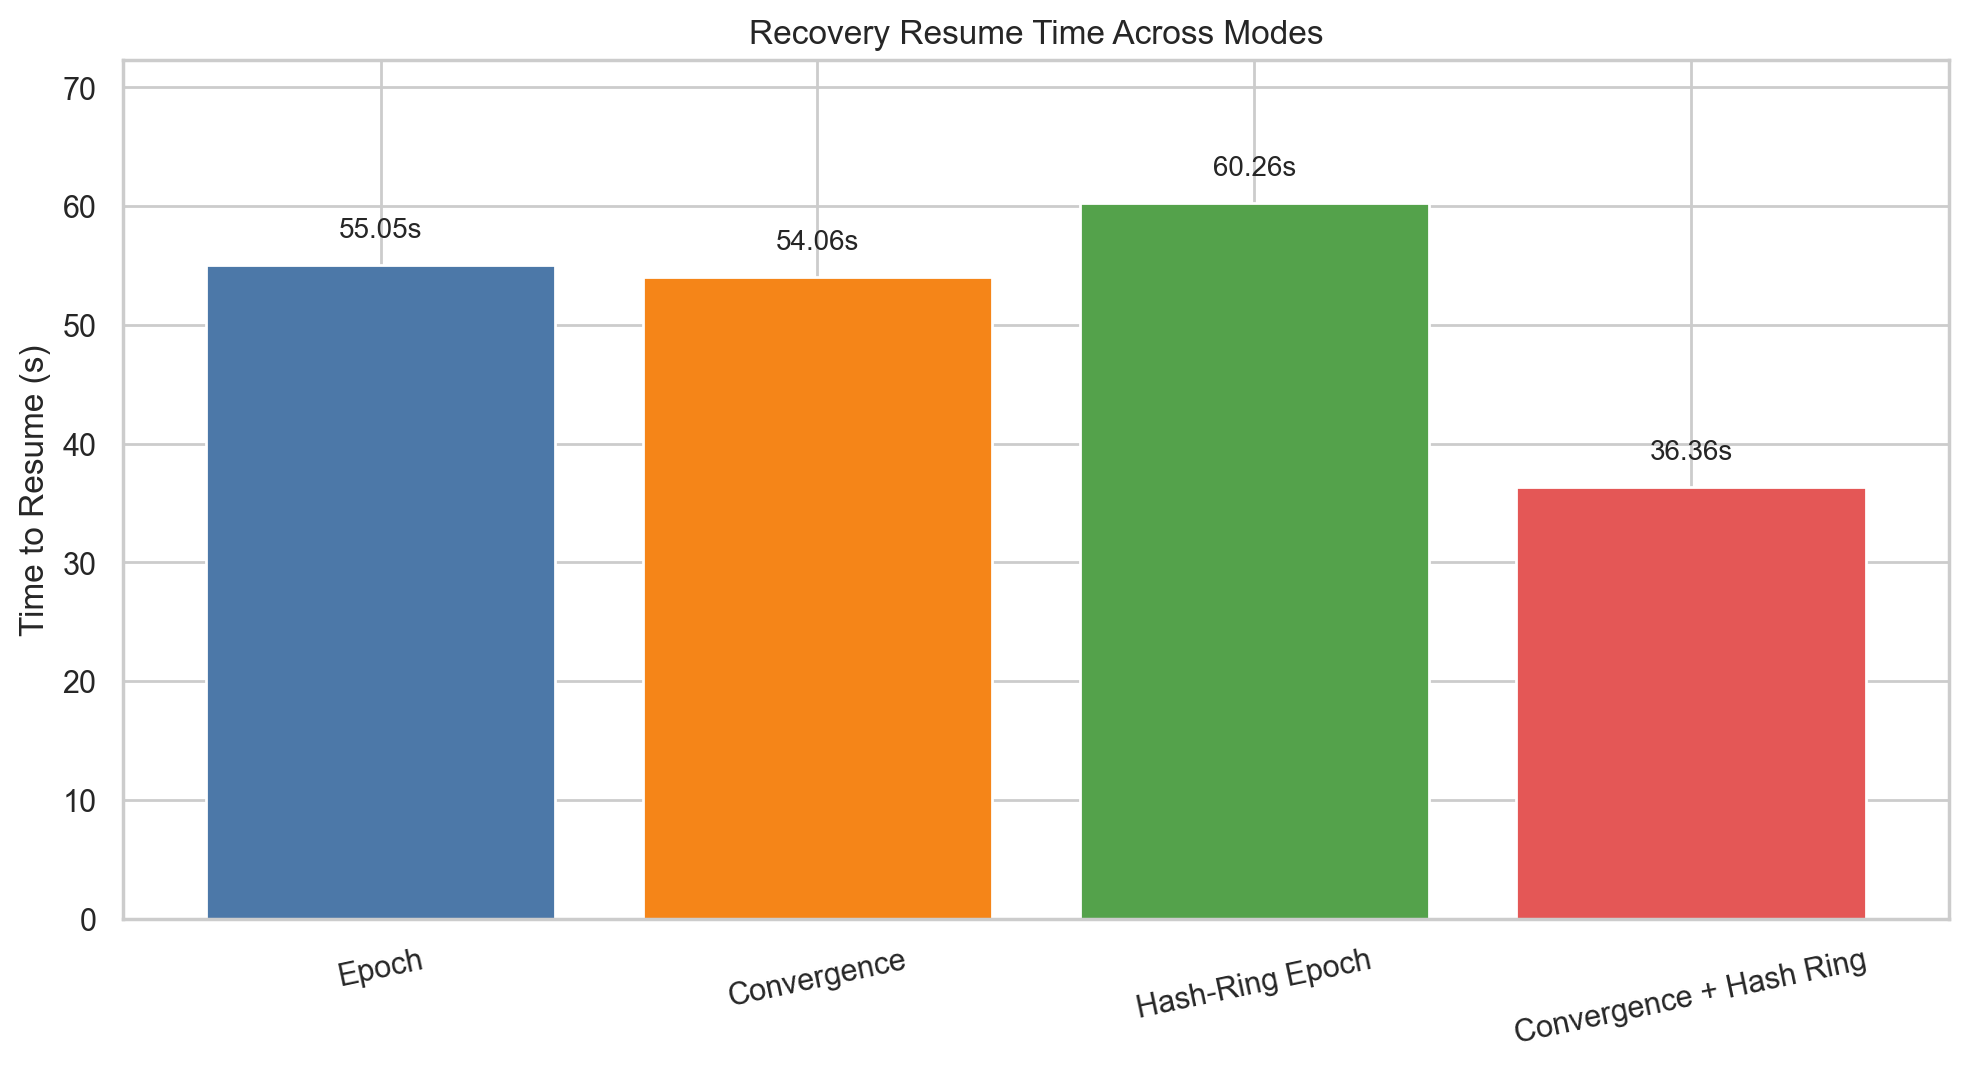 Recovery Resume Time Across Modes
Time to Resume (s)
70
60
50
40
30
20
10
0
55.05s
54.06s
60.26s
36.36s
Epoch
Convergence
Hash-Ring Epoch
Convergence + Hash Ring